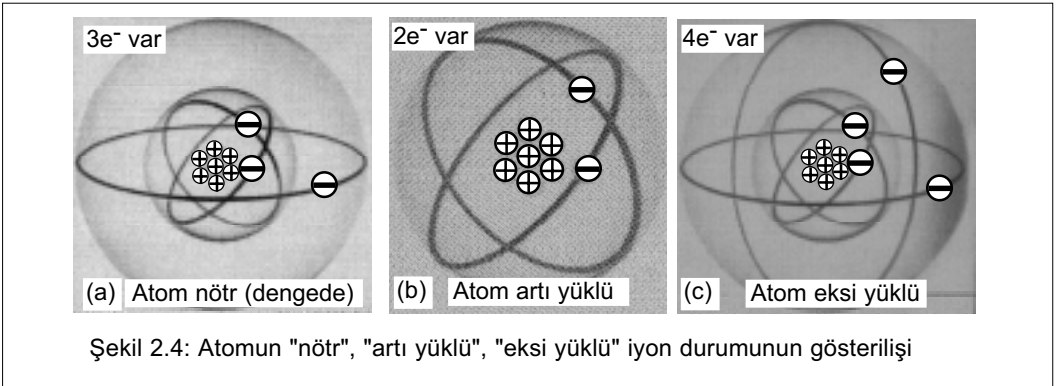 3e⁻ var
2e⁻ var
4e⁻ var
(a) Atom nötr (dengede)
(b) Atom artı yüklü
(c) Atom eksi yüklü
Şekil 2.4: Atomun "nötr", "artı yüklü", "eksi yüklü" iyon durumunun gösterilişi